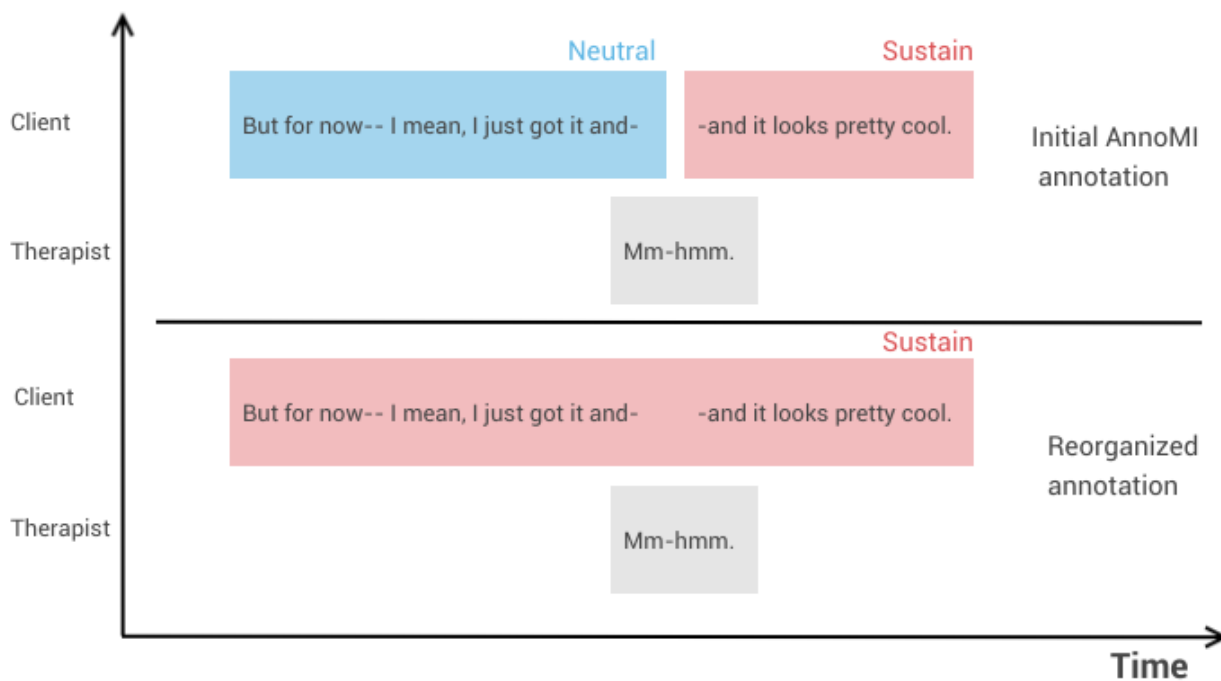 Neutral
Sustain
Client
But for now-- I mean, I just got it and-
-and it looks pretty cool.
Initial AnnoMI
annotation
Therapist
Mm-hmm.
Sustain
Client
But for now-- I mean, I just got it and-
-and it looks pretty cool.
Reorganized
annotation
Therapist
Mm-hmm.
Time